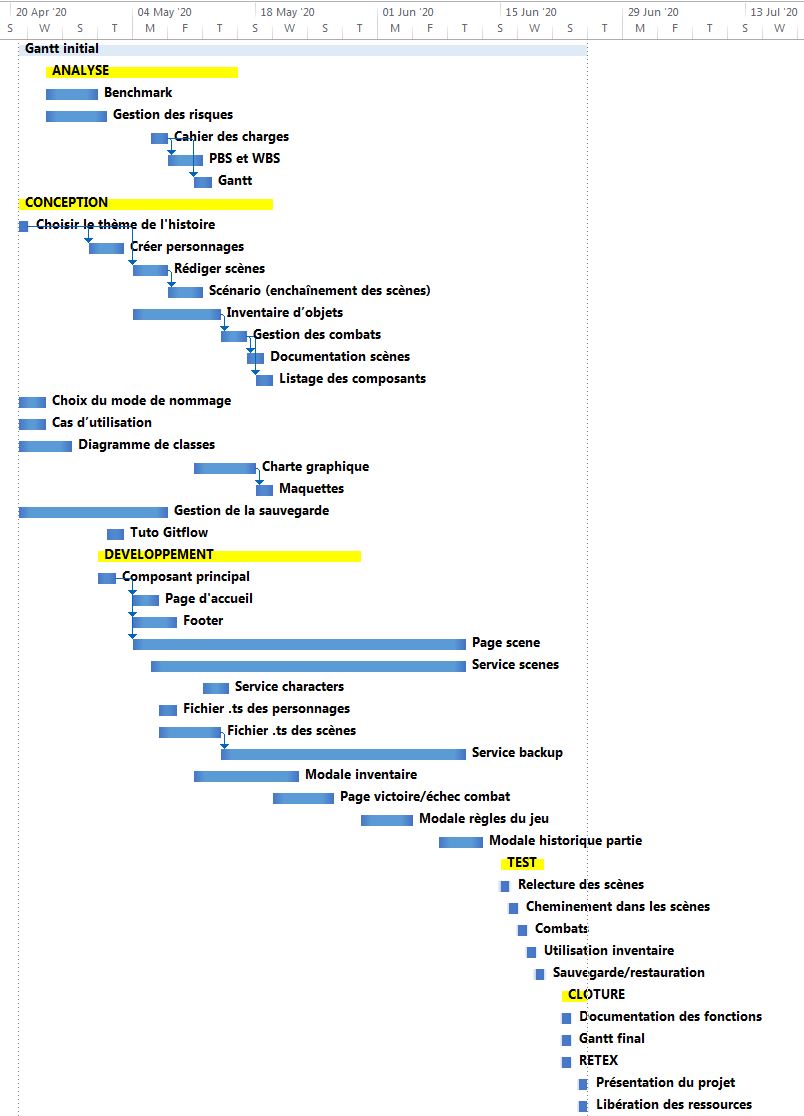 20 Apr '20 04 May '20 18 May '20 01 Jun '20 15 Jun '20 29 Jun '20 13 Jul '20
S W S T M F T S W S T M F T S W S T M F T S W
Gantt initial
ANALYSE
Benchmark
Gestion des risques
Cahier des charges
PBS et WBS
Gantt
CONCEPTION
Choisir le thème de l'histoire
Créer personnages
Rédiger scènes
Scénario (enchaînement des scènes)
Inventaire d’objets
Gestion des combats
Documentation scènes
Listage des composants
Choix du mode de nommage
Cas d’utilisation
Diagramme de classes
Charte graphique
Maquettes
Gestion de la sauvegarde
Tuto Gitflow
DEVELOPPEMENT
Composant principal
Page d'accueil
Footer
Page scene
Service scenes
Service characters
Fichier .ts des personnages
Fichier .ts des scènes
Service backup
Modale inventaire
Page victoire/échec combat
Modale règles du jeu
Modale historique partie
TEST
Relecture des scènes
Cheminement dans les scènes
Combats
Utilisation inventaire
Sauvegarde/restauration
CLOTURE
Documentation des fonctions
Gantt final
RETEX
Présentation du projet
Libération des ressources